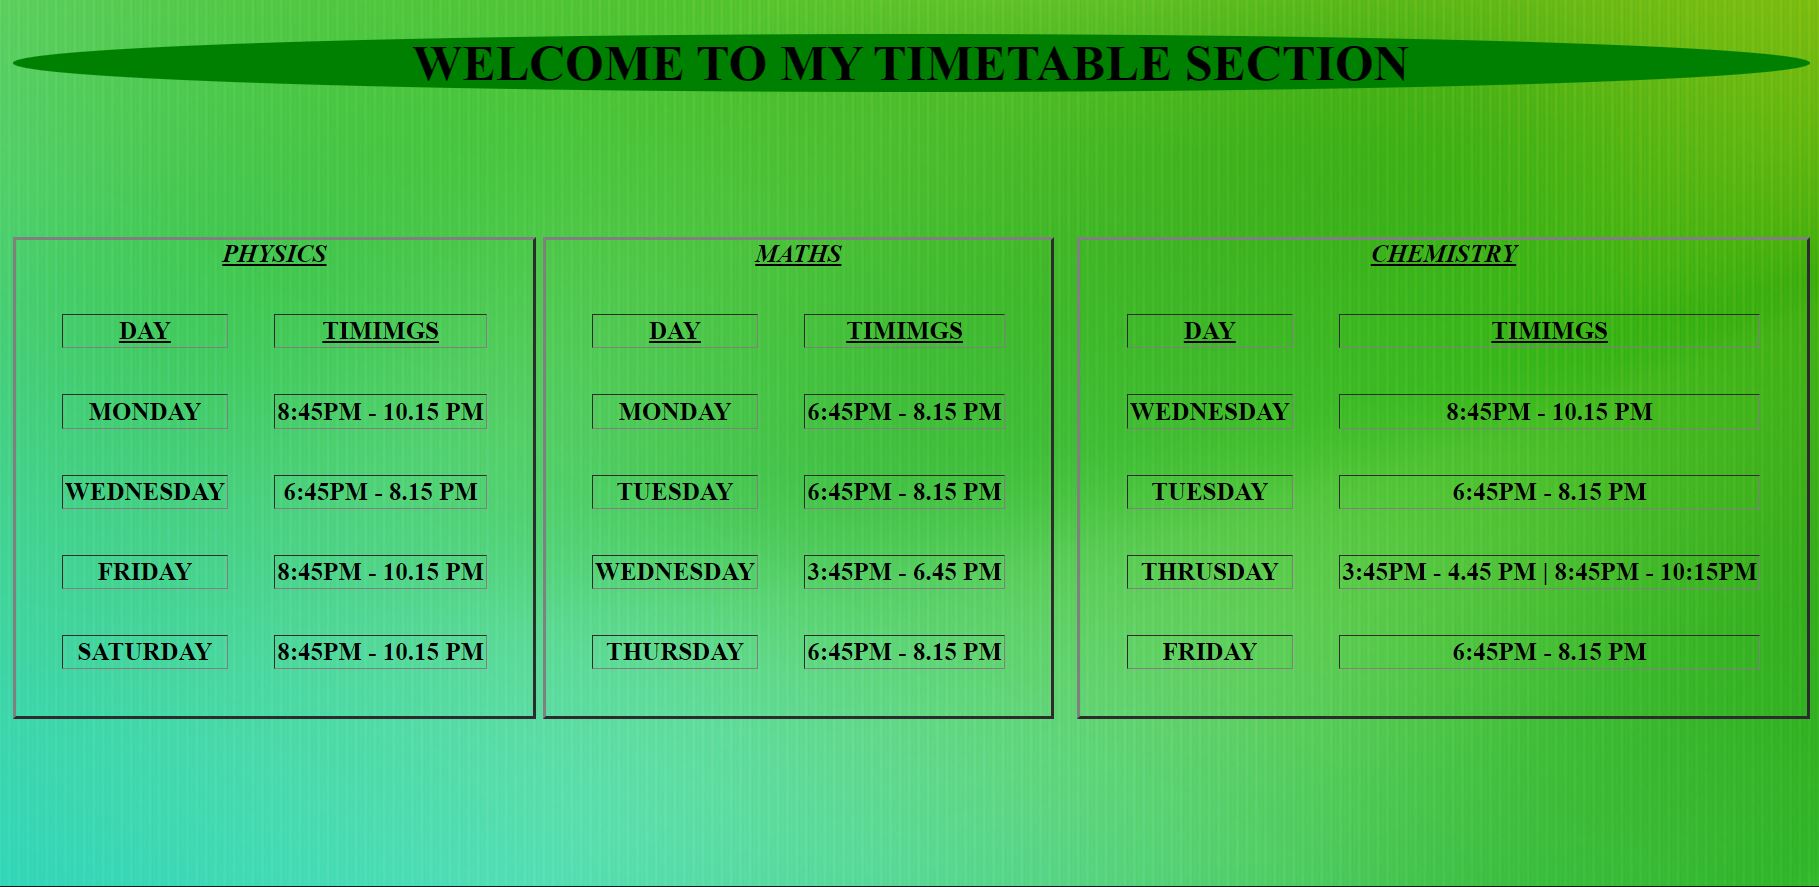 WELCOME TO MY TIMETABLE SECTION
PHYSICS
DAY TIMIMGS
MONDAY 8:45PM - 10.15 PM
WEDNESDAY 6:45PM - 8.15 PM
FRIDAY 8:45PM - 10.15 PM
SATURDAY 8:45PM - 10.15 PM
MATHS
DAY TIMIMGS
MONDAY 6:45PM - 8.15 PM
TUESDAY 6:45PM - 8.15 PM
WEDNESDAY 3:45PM - 6.45 PM
THURSDAY 6:45PM - 8.15 PM
CHEMISTRY
DAY TIMIMGS
WEDNESDAY 8:45PM - 10.15 PM
TUESDAY 6:45PM - 8.15 PM
THRUSDAY 3:45PM - 4.45 PM | 8:45PM - 10:15PM
FRIDAY 6:45PM - 8.15 PM